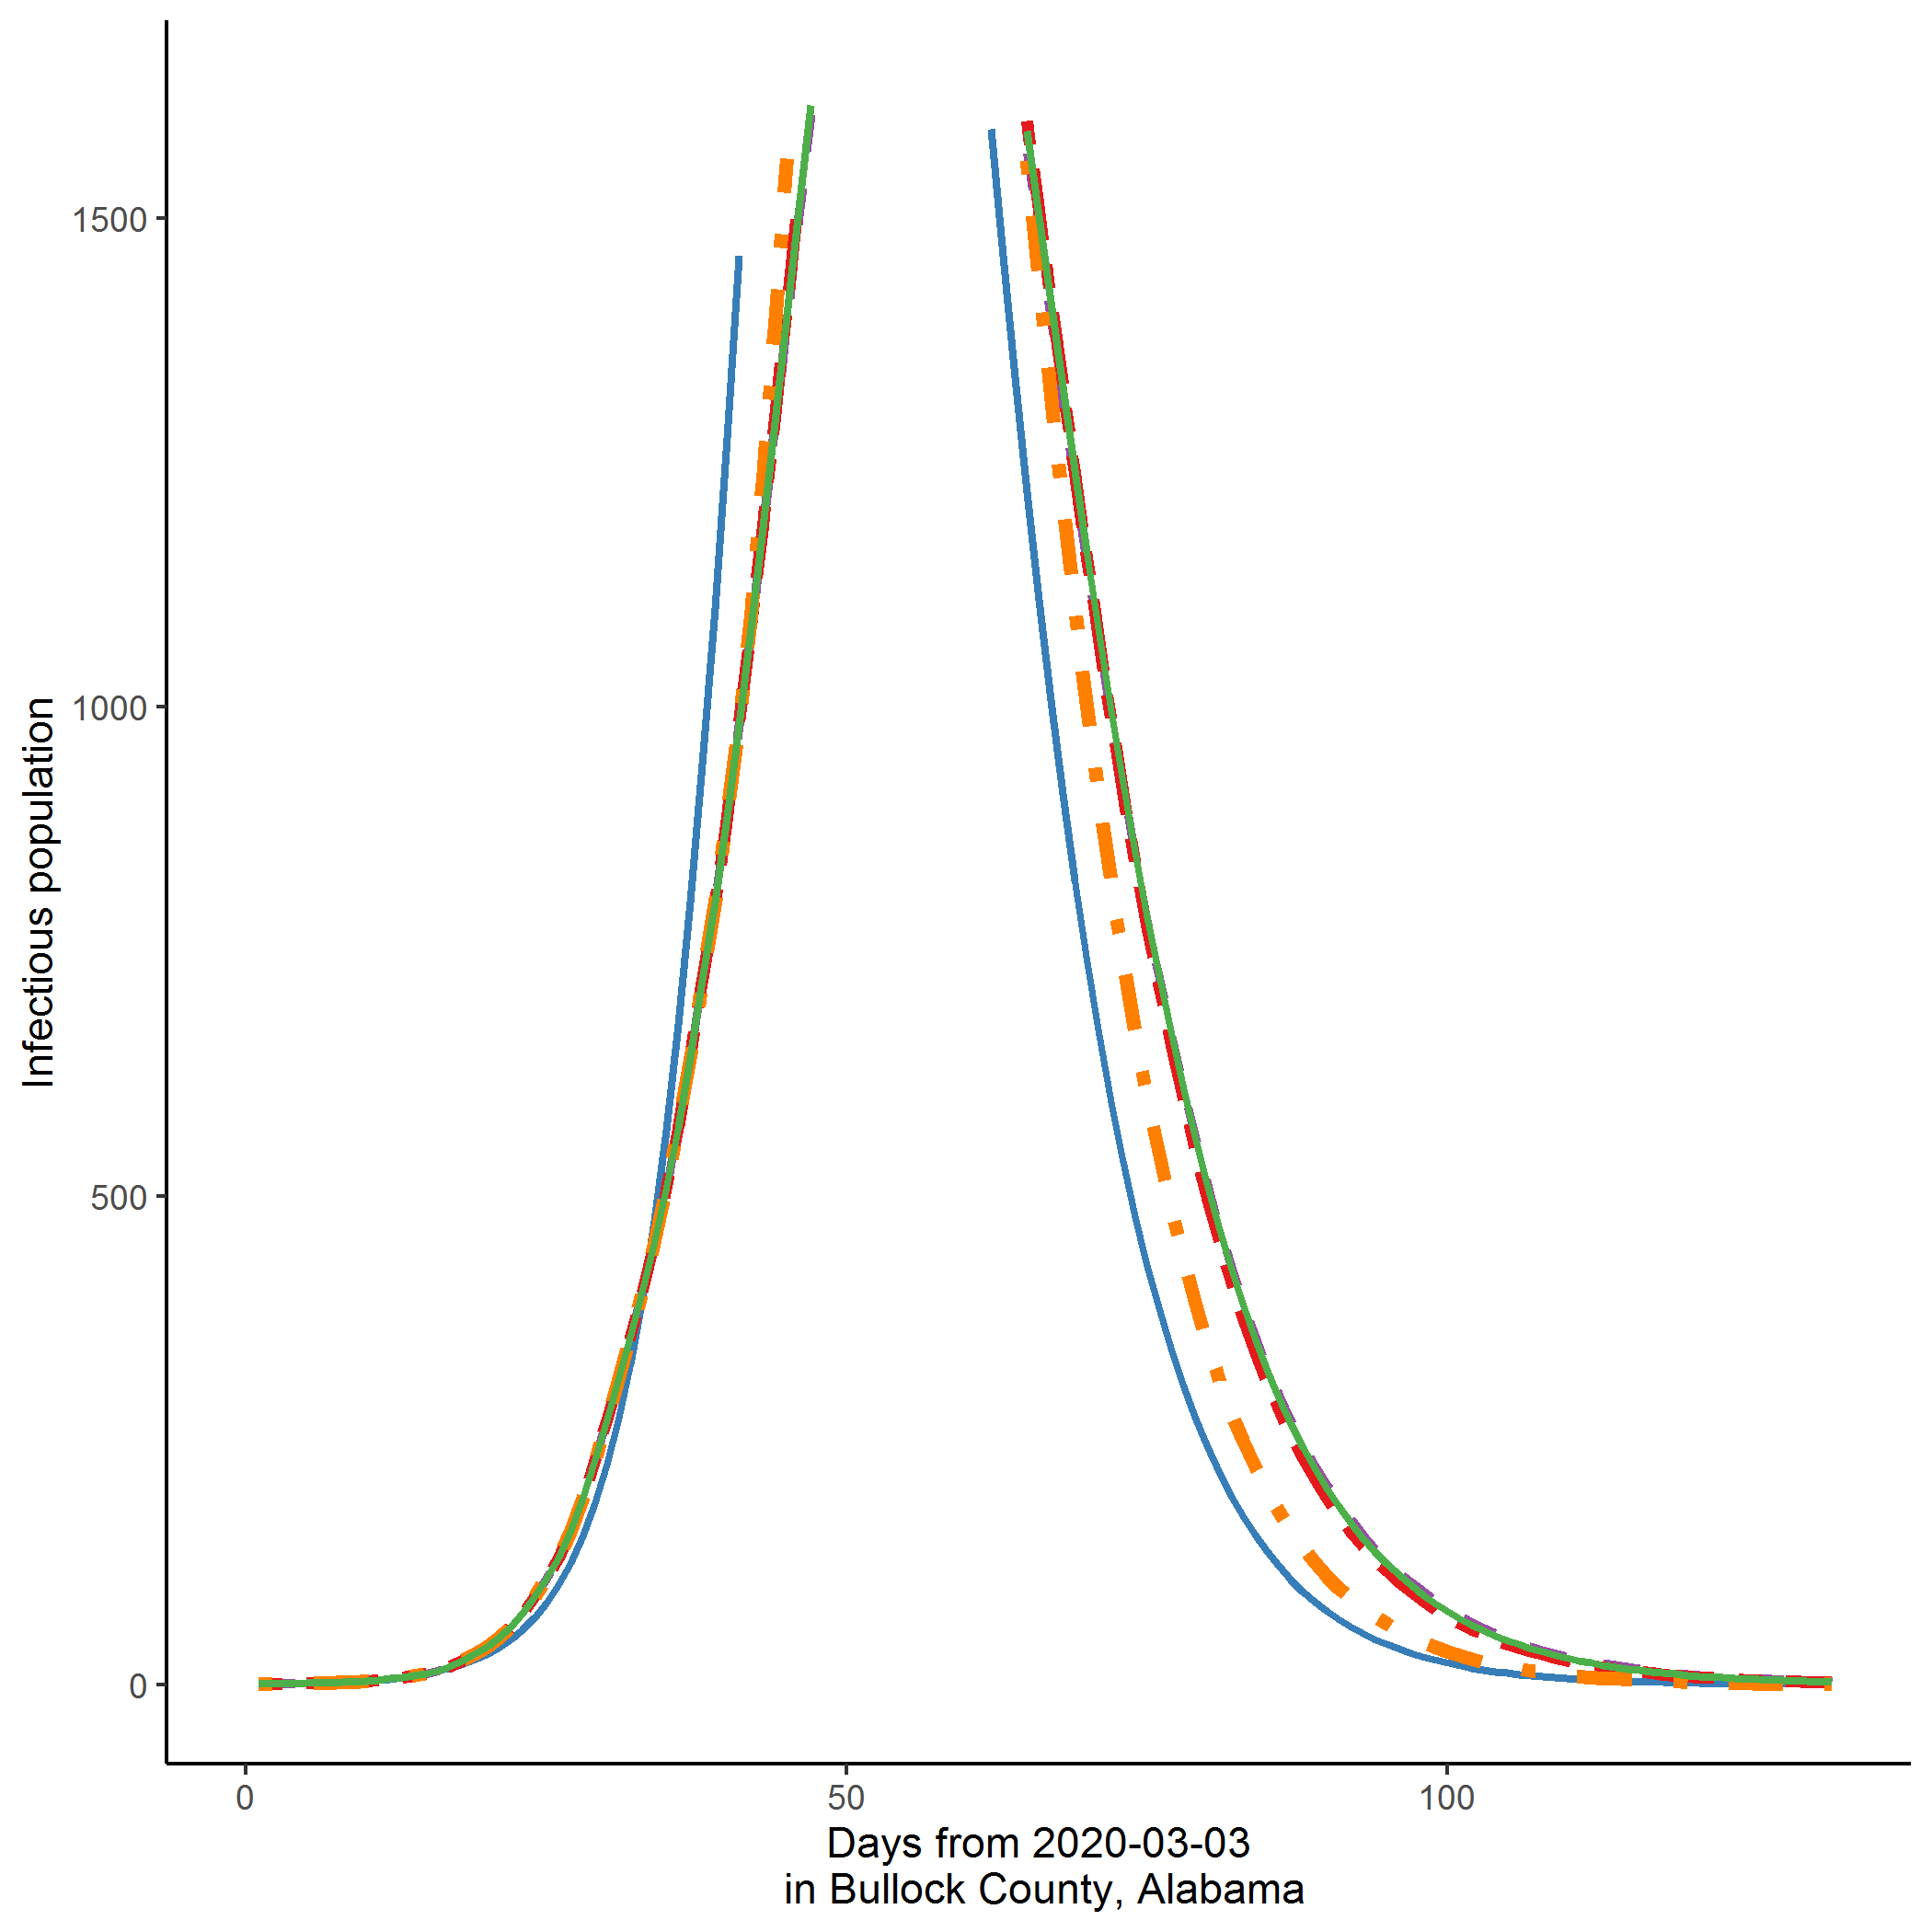 Infectious population
1500
1000
500
0
0
50
100
Days from 2020-03-03
in Bullock County, Alabama